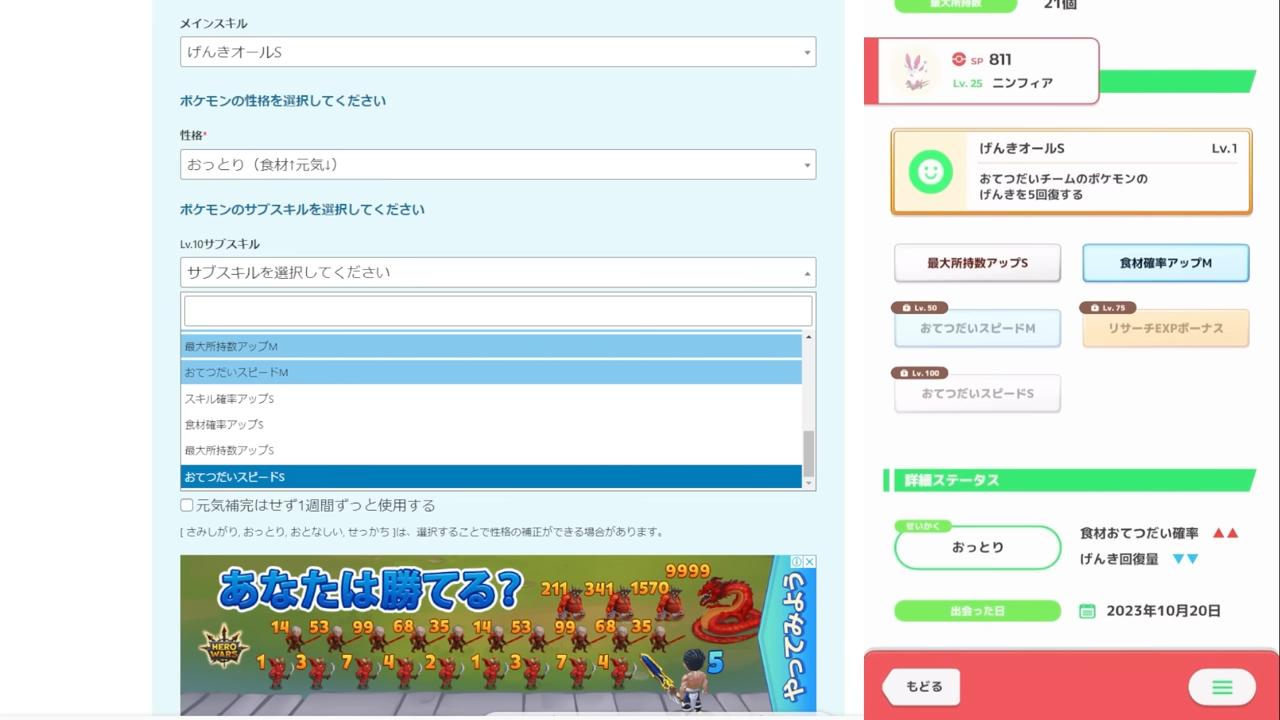 メインスキル
げんきオールS
ポケモンの性格を選択してください
性格*
おっとり（食材↑元気↓）
ポケモンのサブスキルを選択してください
Lv.10サブスキル
サブスキルを選択してください
最大所持数アップM
おてつだいスピードM
スキル確率アップS
食材確率アップS
最大所持数アップS
おてつだいスピードS
元気補完はせず1週間ずっと使用する
[ さみしがり, おっとり, おとなしい, せっかち ]は、選択することで性格の補正ができる場合があります。
あなたは勝てる?
211 341 1570 9999
14 53 99 68 35 14 53 99 68 35
1 3 7 4 2 1 3 7 4 5
HERO WARS
やってみよう
最大所持数 21個
SP 811
Lv. 25 ニンフィア
げんきオールS Lv.1
おてつだいチームのポケモンの
げんきを5回復する
最大所持数アップS 食材確率アップM
Lv.50 Lv.75
おてつだいスピードM リサーチEXPボーナス
Lv.100
おてつだいスピードS
詳細ステータス
せいかく
おっとり
食材おてつだい確率
げんき回復量
出会った日 2023年10月20日
もどる